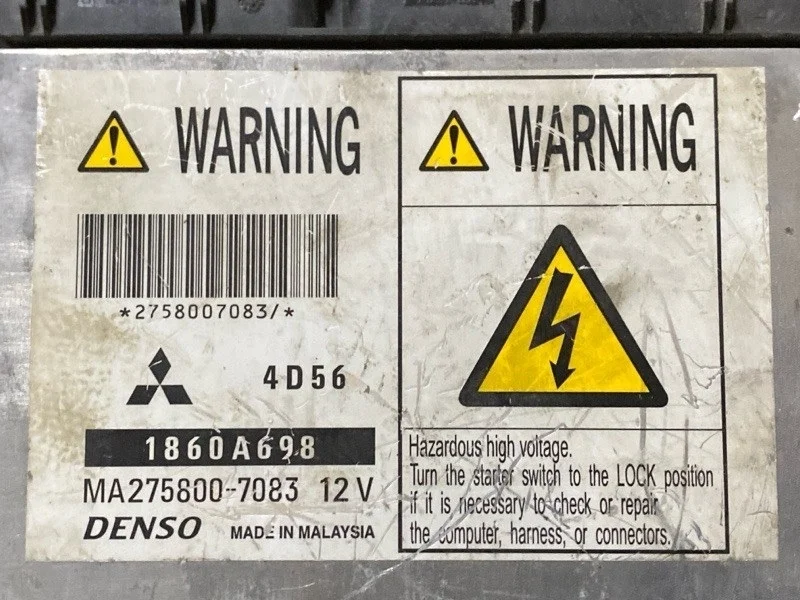 WARNING
*2758007083/*
4D56
1860A698
MA275800-7083 12V
DENSO MADE IN MALAYSIA
WARNING
Hazardous high voltage.
Turn the starter switch to the LOCK position
if it is necessary to check or repair
the computer, harness, or connectors.